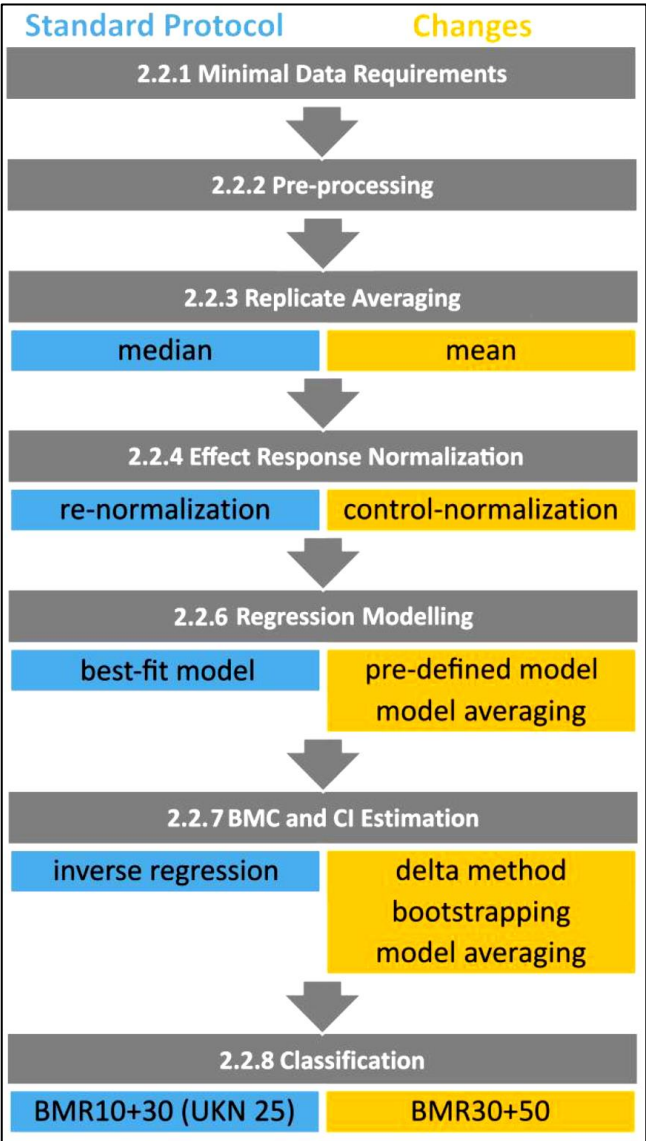 Standard Protocol Changes
2.2.1 Minimal Data Requirements
2.2.2 Pre-processing
2.2.3 Replicate Averaging
median mean
2.2.4 Effect Response Normalization
re-normalization control-normalization
2.2.6 Regression Modelling
best-fit model pre-defined model
model averaging
2.2.7 BMC and CI Estimation
inverse regression delta method
bootstrapping
model averaging
2.2.8 Classification
BMR10+30 (UKN 25) BMR30+50